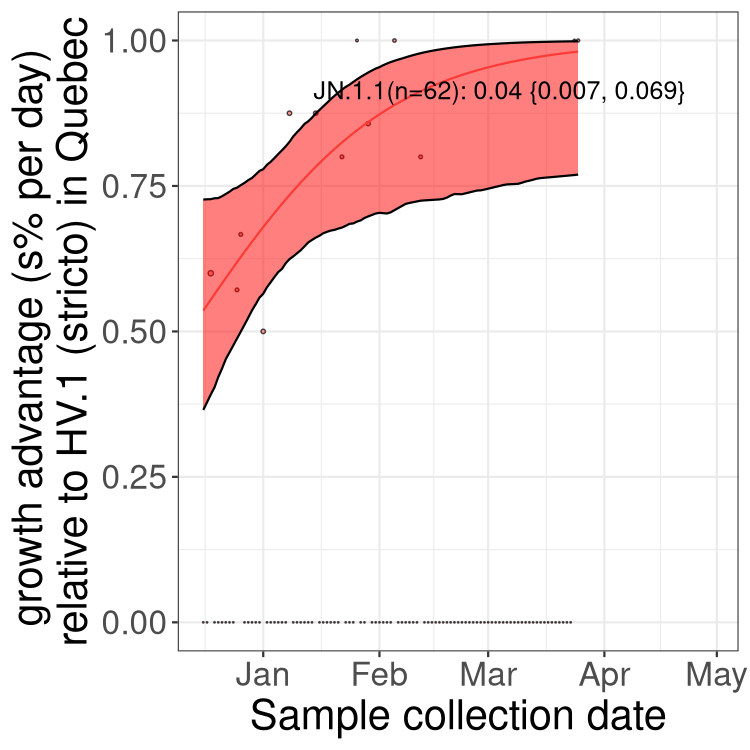 growth advantage (s% per day)
relative to HV.1 (stricto) in Quebec
1.00
0.75
0.50
0.25
0.00
JN.1.1(n=62): 0.04 {0.007, 0.069}
Jan Feb Mar Apr May
Sample collection date